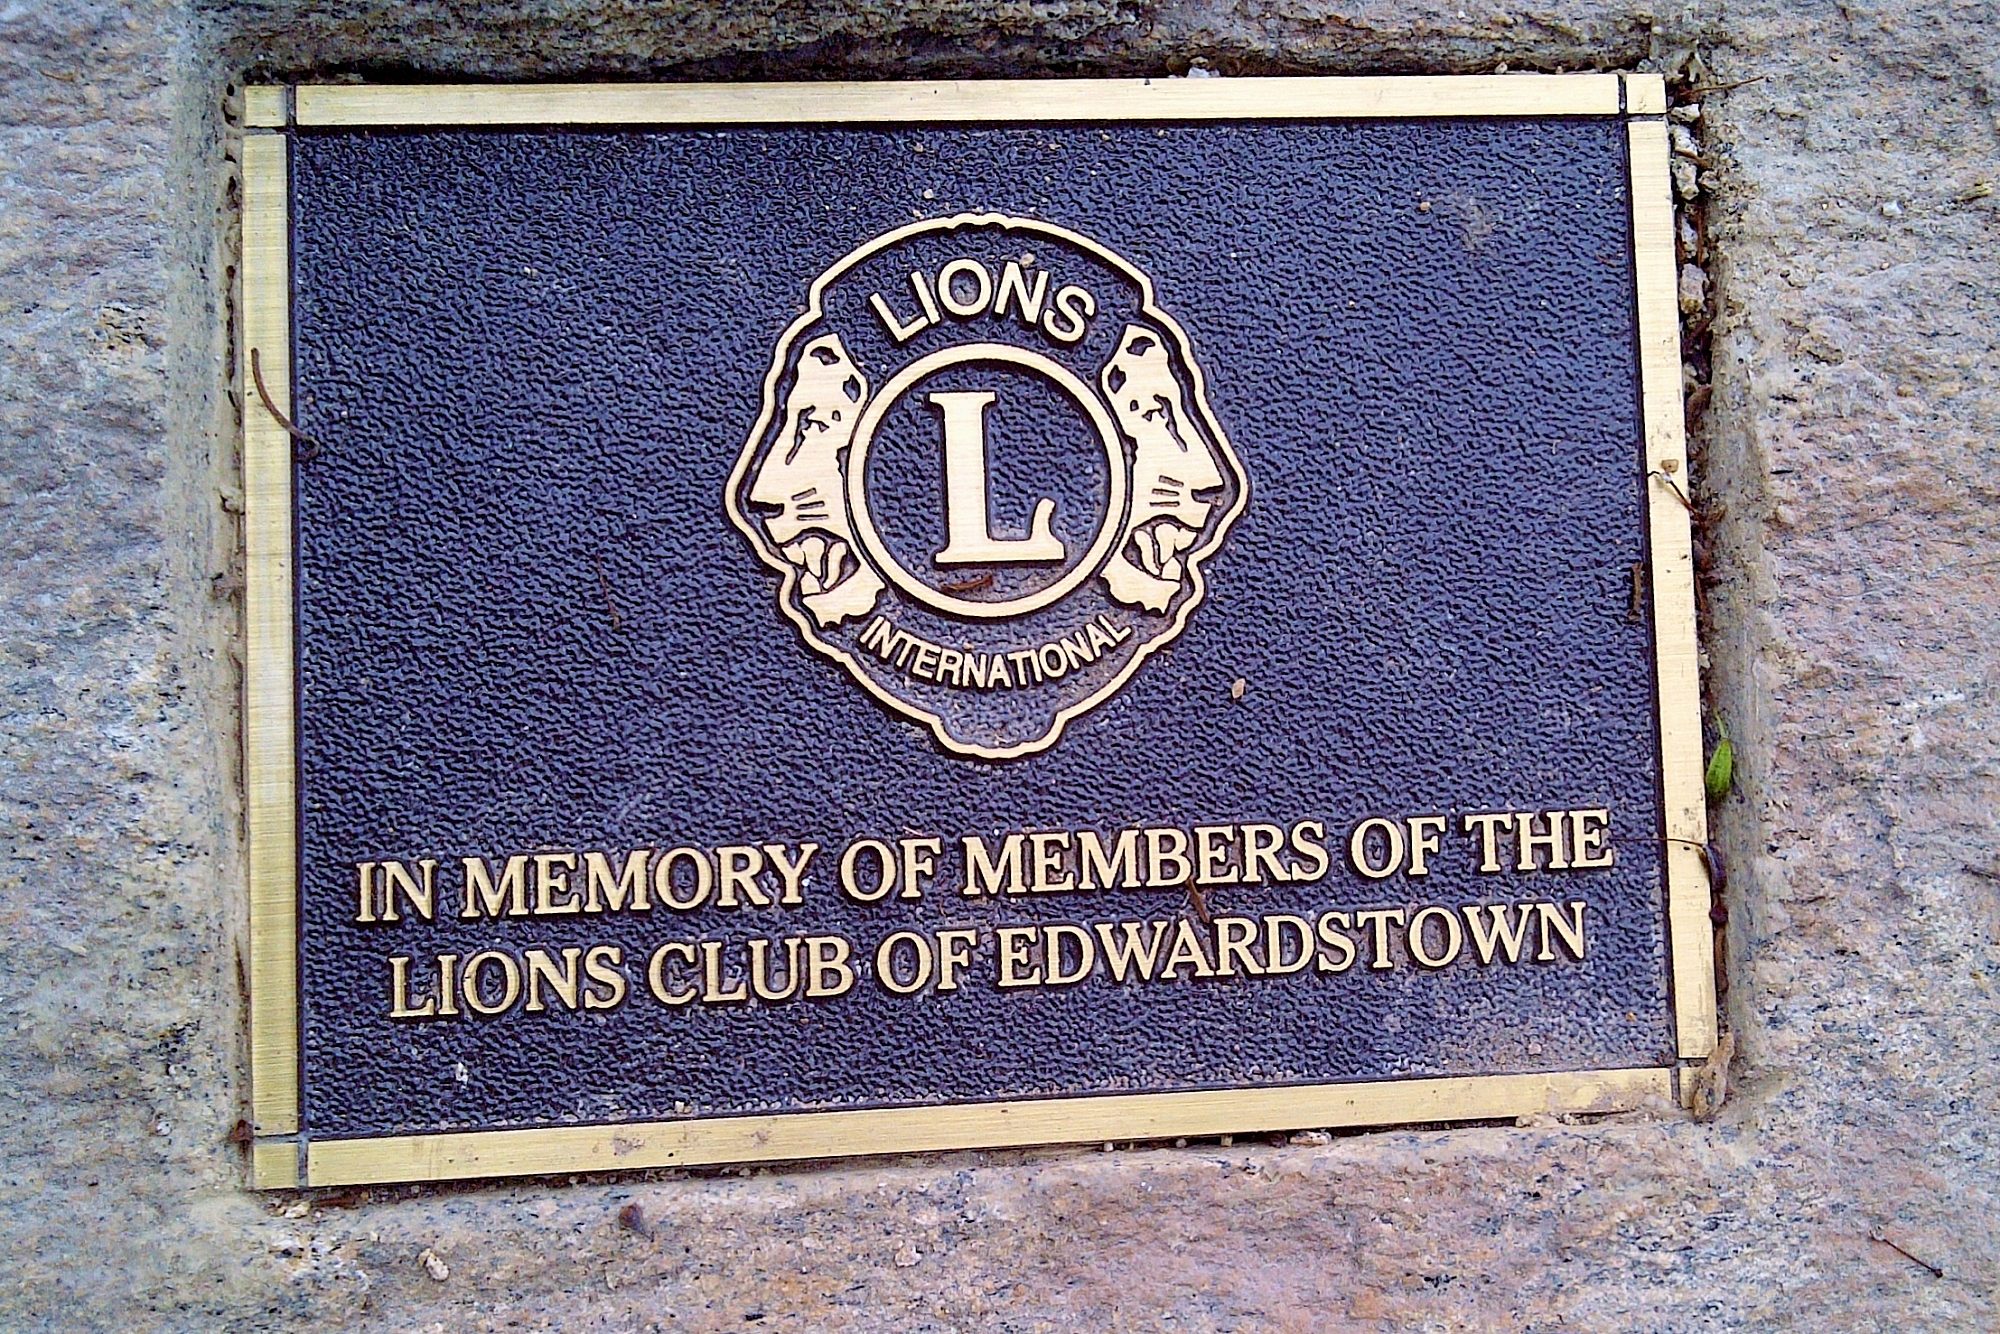 LIONS
L
INTERNATIONAL
IN MEMORY OF MEMBERS OF THE
LIONS CLUB OF EDWARDSTOWN